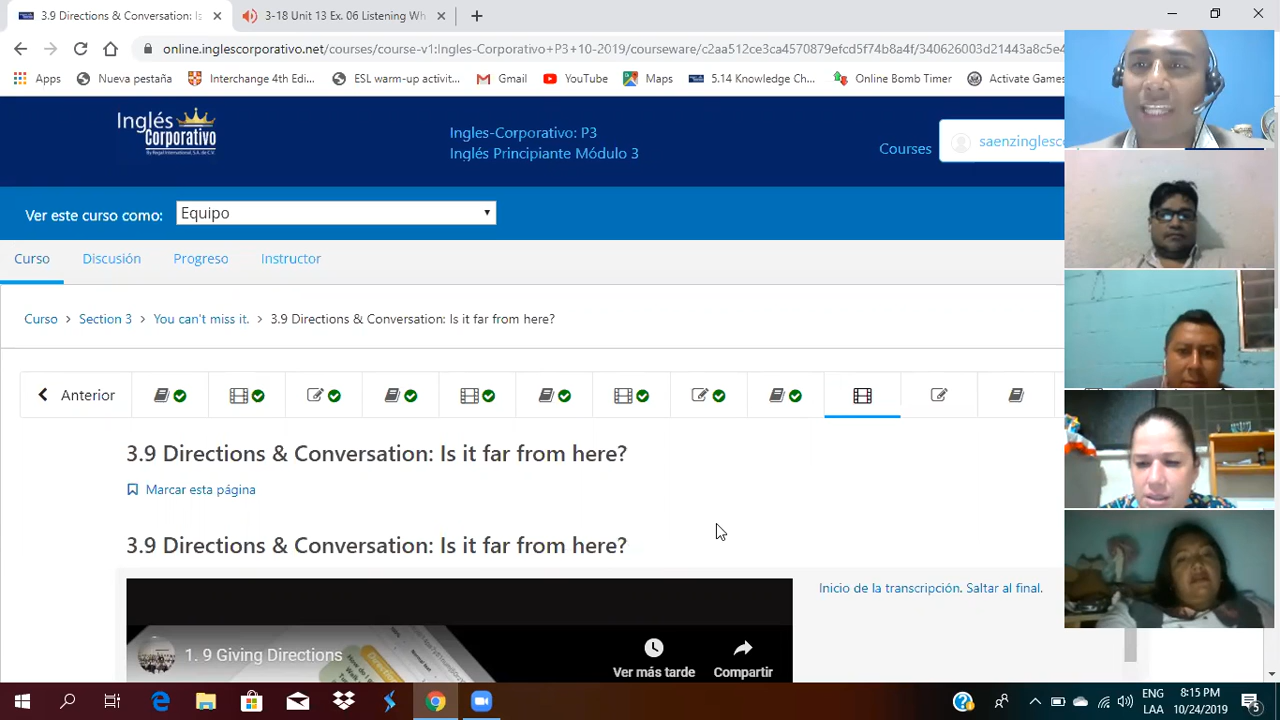 3.9 Directions & Conversation: Is
3-18 Unit 13 Ex. 06 Listening Wh
online.inglescorporativo.net/courses/course-v1:Ingles-Corporativo+P3+10-2019/courseware/c2aa512ce3ca4570879efcd5f74b8a4f/340626003d21443a8c5e4
Apps
Nueva pestaña
Interchange 4th Edi...
ESL warm-up activit...
Gmail
YouTube
Maps
5.14 Knowledge Ch...
Online Bomb Timer
Activate Games
Inglés
Corporativo
By Regal International, S.A. de C.V.
Ingles-Corporativo: P3
Inglés Principiante Módulo 3
Courses
saenzinglesco
Ver este curso como:
Equipo
Curso
Discusión
Progreso
Instructor
Curso > Section 3 > You can't miss it. > 3.9 Directions & Conversation: Is it far from here?
Anterior
3.9 Directions & Conversation: Is it far from here?
Marcar esta página
3.9 Directions & Conversation: Is it far from here?
Inicio de la transcripción. Saltar al final.
1. 9 Giving Directions
Ver más tarde
Compartir
ENG
LAA
8:15 PM
10/24/2019
5